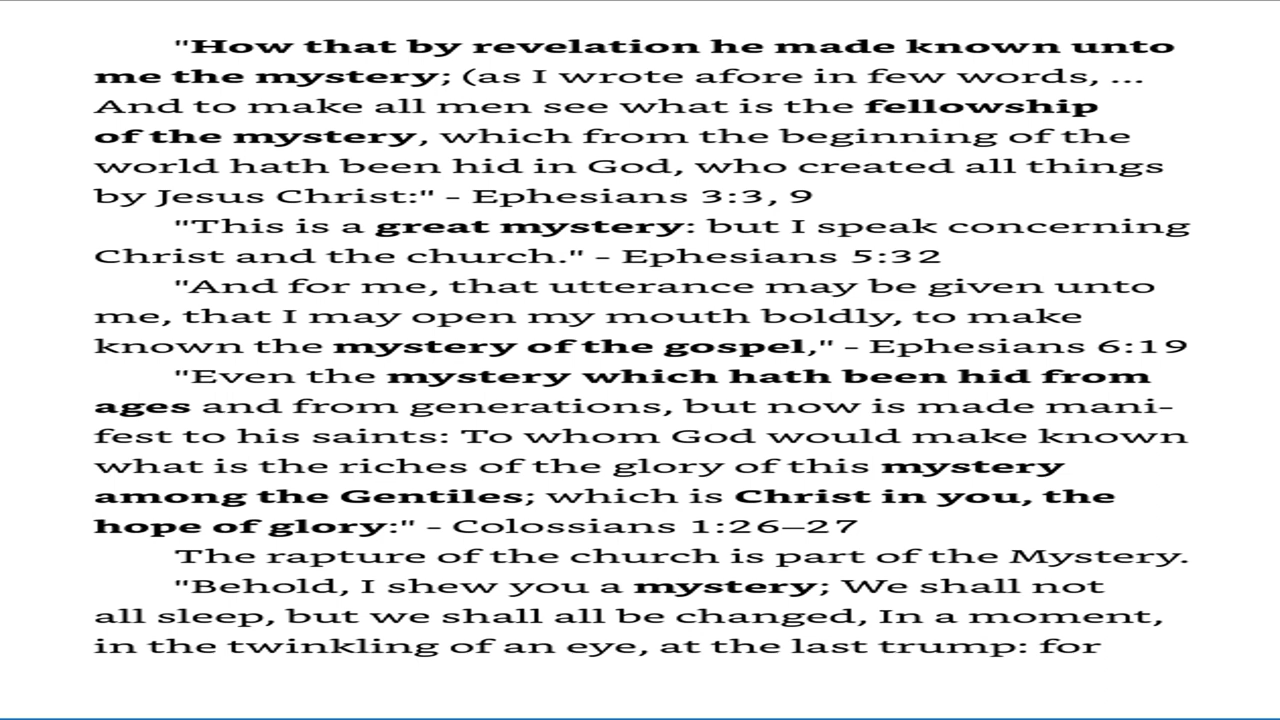 "How that by revelation he made known unto
me the mystery; (as I wrote afore in few words, ...
And to make all men see what is the fellowship
of the mystery, which from the beginning of the
world hath been hid in God, who created all things
by Jesus Christ:" – Ephesians 3:3, 9
"This is a great mystery: but I speak concerning
Christ and the church." – Ephesians 5:32
"And for me, that utterance may be given unto
me, that I may open my mouth boldly, to make
known the mystery of the gospel," – Ephesians 6:19
"Even the mystery which hath been hid from
ages and from generations, but now is made mani-
fest to his saints: To whom God would make known
what is the riches of the glory of this mystery
among the Gentiles; which is Christ in you, the
hope of glory:" – Colossians 1:26–27
The rapture of the church is part of the Mystery.
"Behold, I shew you a mystery; We shall not
all sleep, but we shall all be changed, In a moment,
in the twinkling of an eye, at the last trump: for